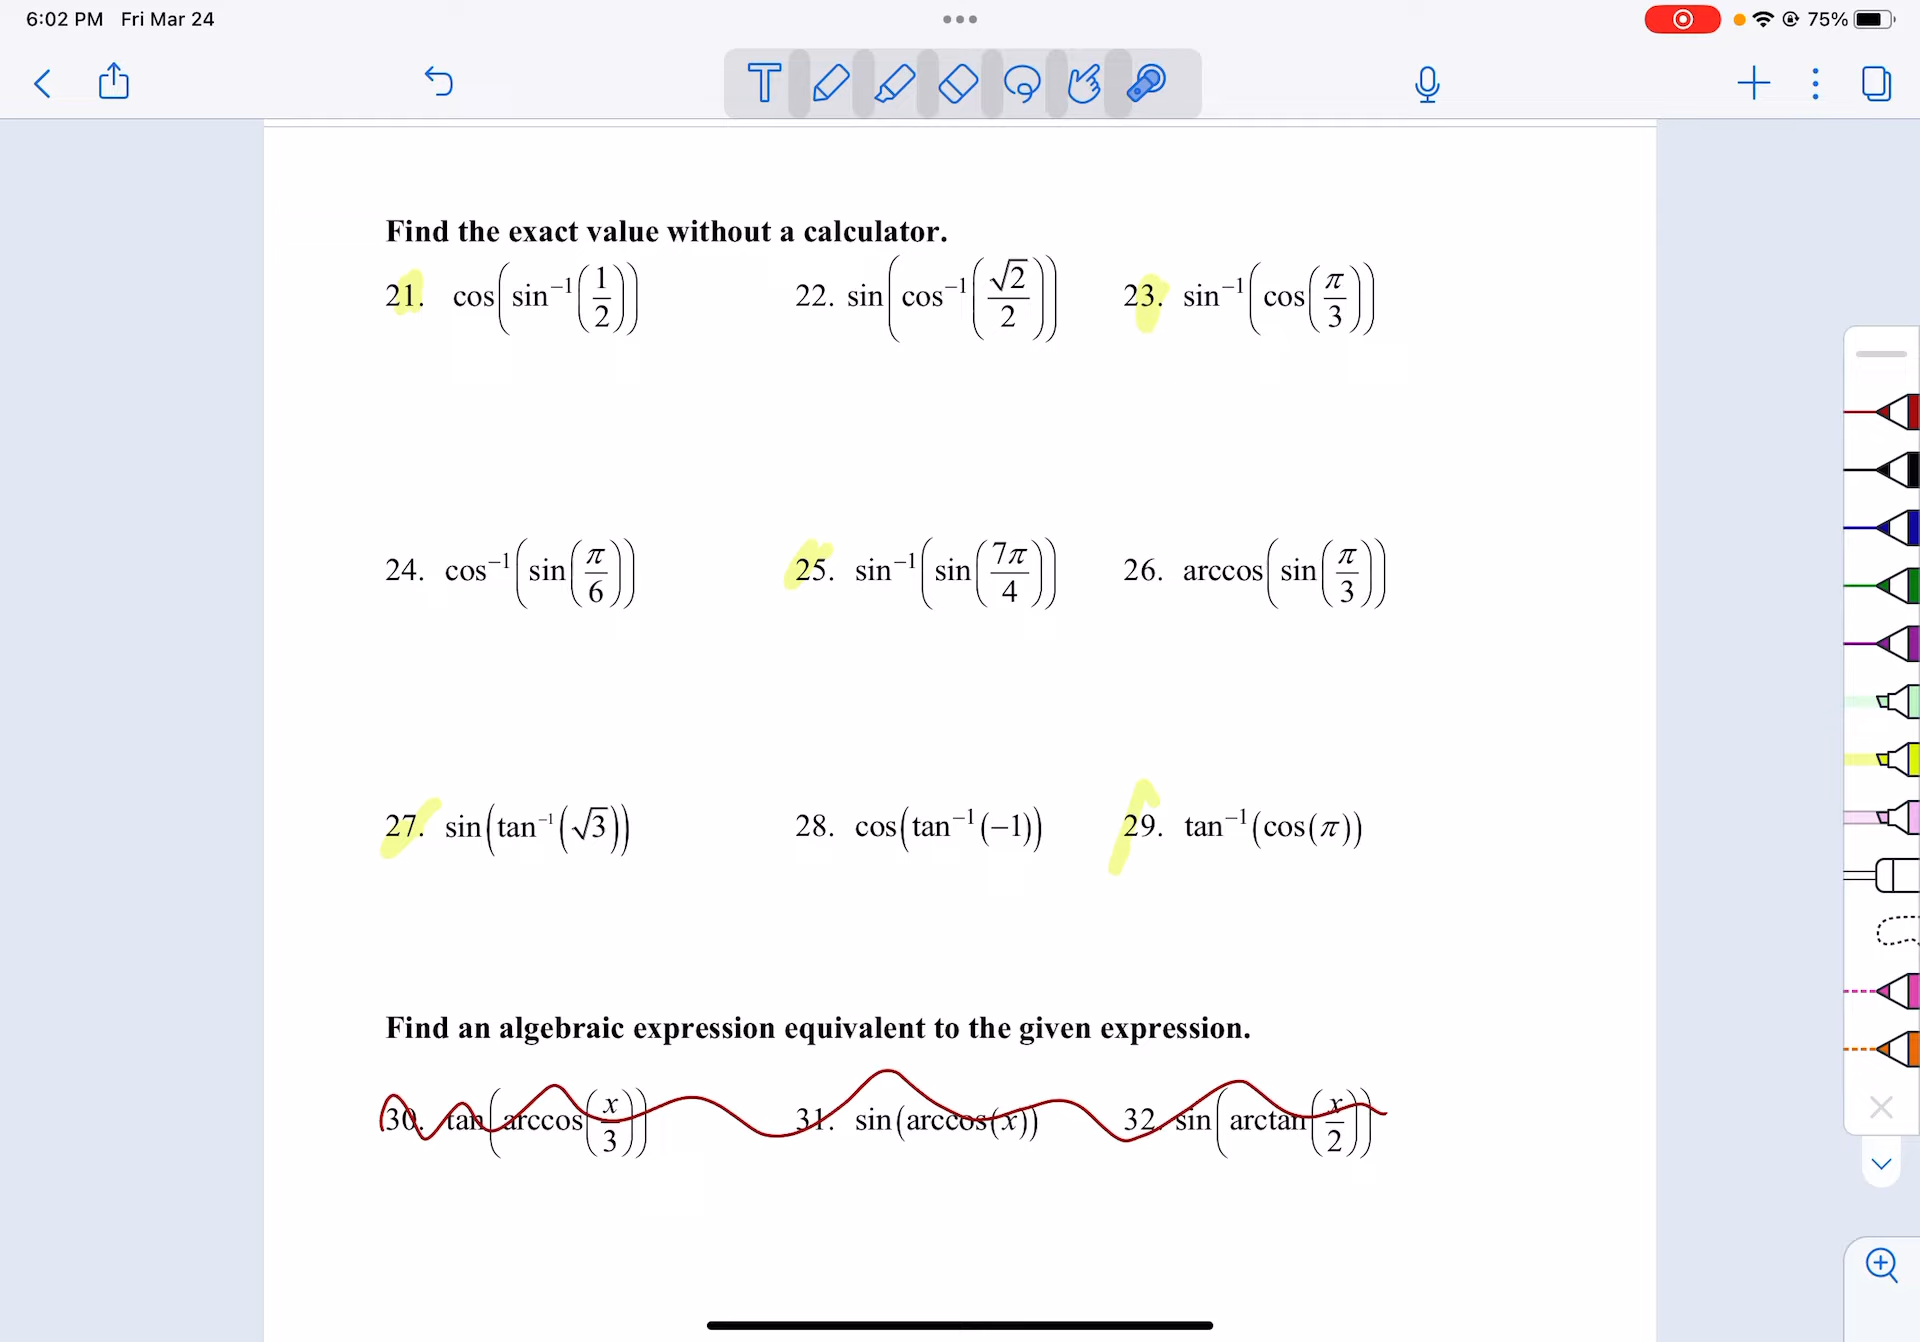 6:02 PM Fri Mar 24 75%
Find the exact value without a calculator.
21. cos(sin⁻¹(1/2)) 22. sin(cos⁻¹(√2/2)) 23. sin⁻¹(cos(π/3))
24. cos⁻¹(sin(π/6)) 25. sin⁻¹(sin(7π/4)) 26. arccos(sin(π/3))
27. sin(tan⁻¹(√3)) 28. cos(tan⁻¹(−1)) 29. tan⁻¹(cos(π))
Find an algebraic expression equivalent to the given expression.
30. tan(arccos(x/3)) 31. sin(arccos(x)) 32. sin(arctan(x/2))